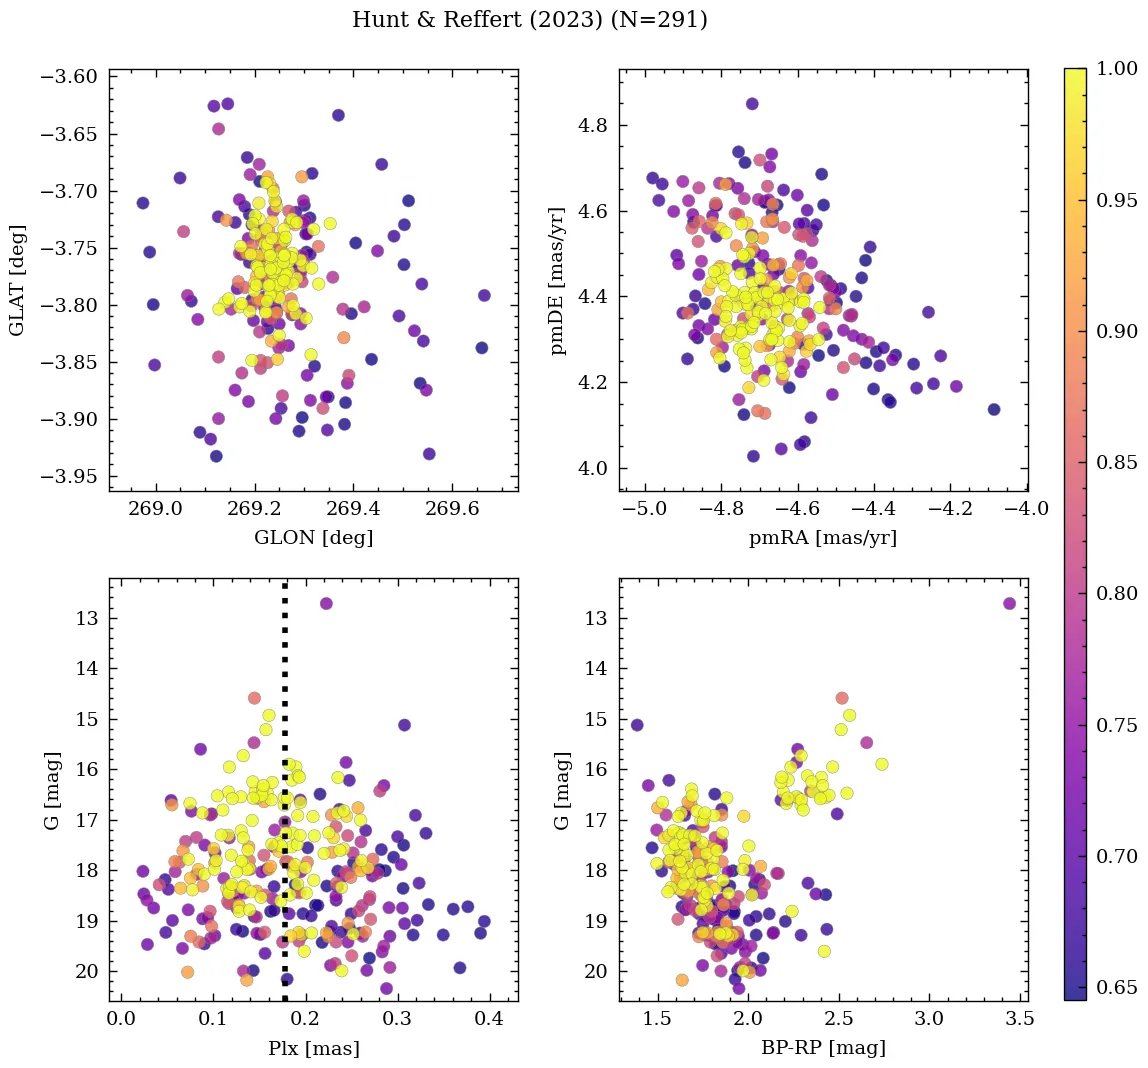 Hunt & Reffert (2023) (N=291)
−3.60
−3.65
−3.70
−3.75
−3.80
−3.85
−3.90
−3.95
GLAT [deg]
269.0 269.2 269.4 269.6
GLON [deg]
4.8
4.6
4.4
4.2
4.0
pmDE [mas/yr]
−5.0 −4.8 −4.6 −4.4 −4.2 −4.0
pmRA [mas/yr]
13
14
15
16
17
18
19
20
G [mag]
0.0 0.1 0.2 0.3 0.4
Plx [mas]
13
14
15
16
17
18
19
20
G [mag]
1.5 2.0 2.5 3.0 3.5
BP-RP [mag]
1.00
0.95
0.90
0.85
0.80
0.75
0.70
0.65